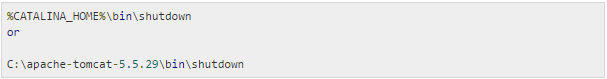 %CATALINA_HOME%\bin\shutdown
or
C:\apache-tomcat-5.5.29\bin\shutdown